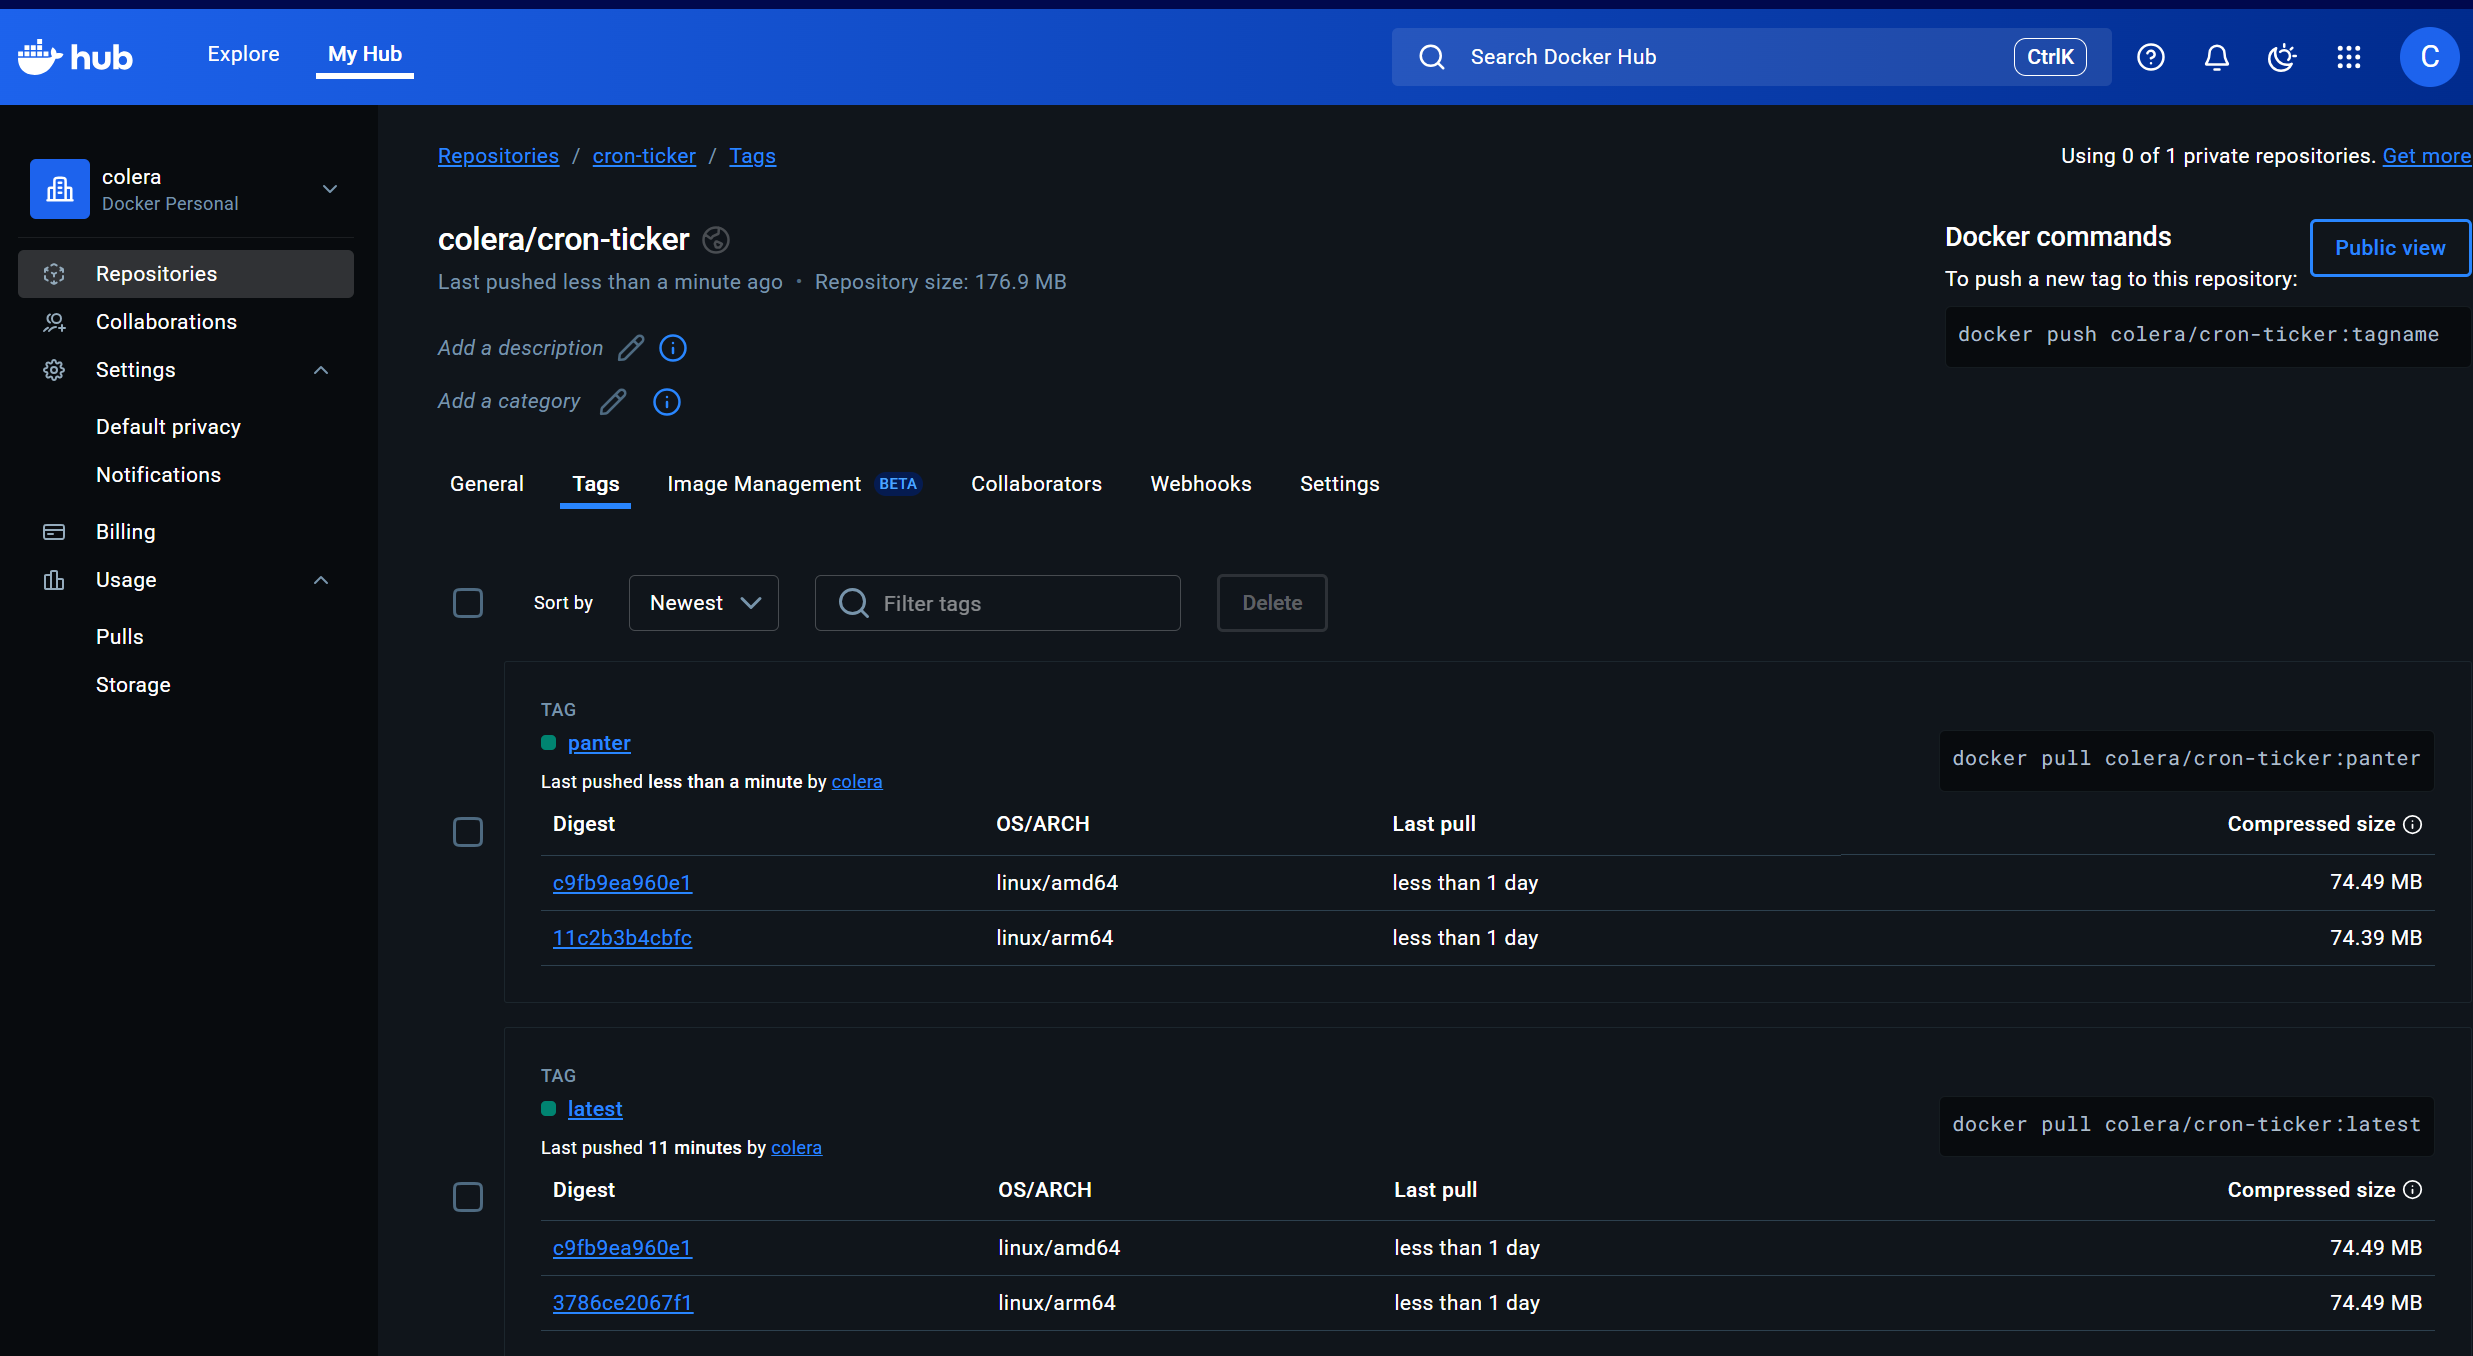 hub
Explore
My Hub
Search Docker Hub
CtrlK
C
colera
Docker Personal
Repositories
Collaborations
Settings
Default privacy
Notifications
Billing
Usage
Pulls
Storage
Repositories / cron-ticker / Tags
Using 0 of 1 private repositories. Get more
colera/cron-ticker
Last pushed less than a minute ago • Repository size: 176.9 MB
Add a description
Add a category
Docker commands
Public view
To push a new tag to this repository:
docker push colera/cron-ticker:tagname
General Tags Image Management BETA Collaborators Webhooks Settings
Sort by Newest Filter tags Delete
TAG
panter
docker pull colera/cron-ticker:panter
Last pushed less than a minute by colera
Digest OS/ARCH Last pull Compressed size
c9fb9ea960e1 linux/amd64 less than 1 day 74.49 MB
11c2b3b4cbfc linux/arm64 less than 1 day 74.39 MB
TAG
latest
docker pull colera/cron-ticker:latest
Last pushed 11 minutes by colera
Digest OS/ARCH Last pull Compressed size
c9fb9ea960e1 linux/amd64 less than 1 day 74.49 MB
3786ce2067f1 linux/arm64 less than 1 day 74.49 MB